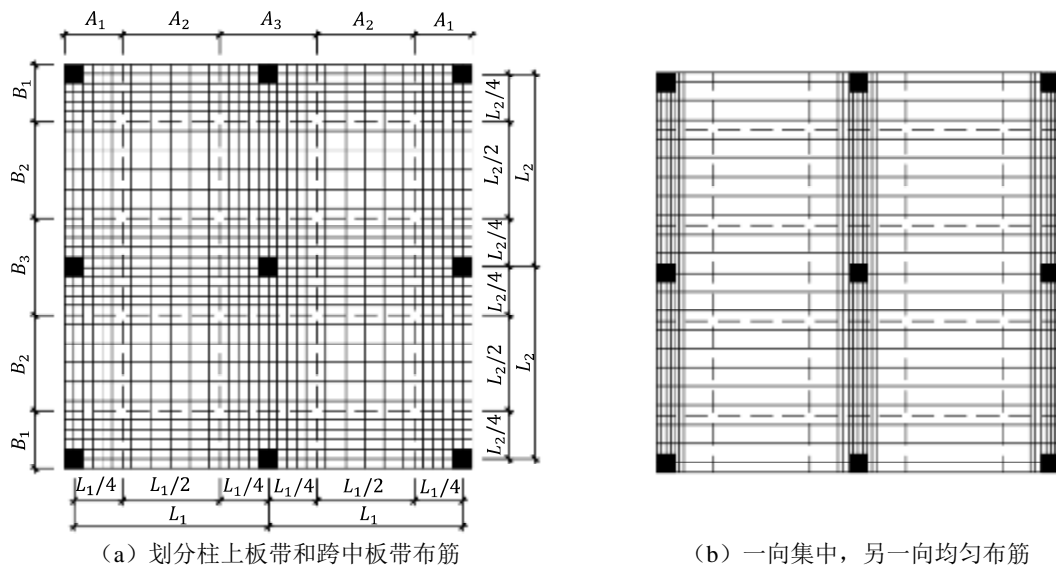 A₁ A₂ A₃ A₂ A₁
B₁
B₂
B₃
B₂
B₁
L₂/4
L₂/2
L₂/4
L₂/4
L₂/2
L₂/4
L₂
L₂
L₁/4 L₁/2 L₁/4 L₁/4 L₁/2 L₁/4
L₁ L₁
（a）划分柱上板带和跨中板带布筋
（b）一向集中，另一向均匀布筋